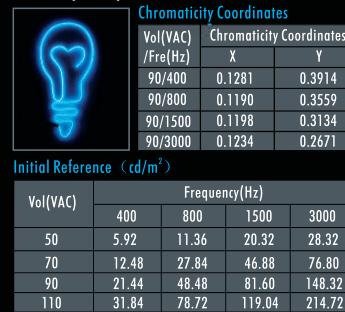 Chromaticity Coordinates
Vol(VAC) /Fre(Hz) Chromaticity Coordinates
X Y
90/400 0.1281 0.3914
90/800 0.1190 0.3559
90/1500 0.1198 0.3134
90/3000 0.1234 0.2671
Initial Reference （cd/m²）
Vol(VAC) Frequency(Hz)
400 800 1500 3000
50 5.92 11.36 20.32 28.32
70 12.48 27.84 46.88 76.80
90 21.44 48.48 81.60 148.32
110 31.84 78.72 119.04 214.72